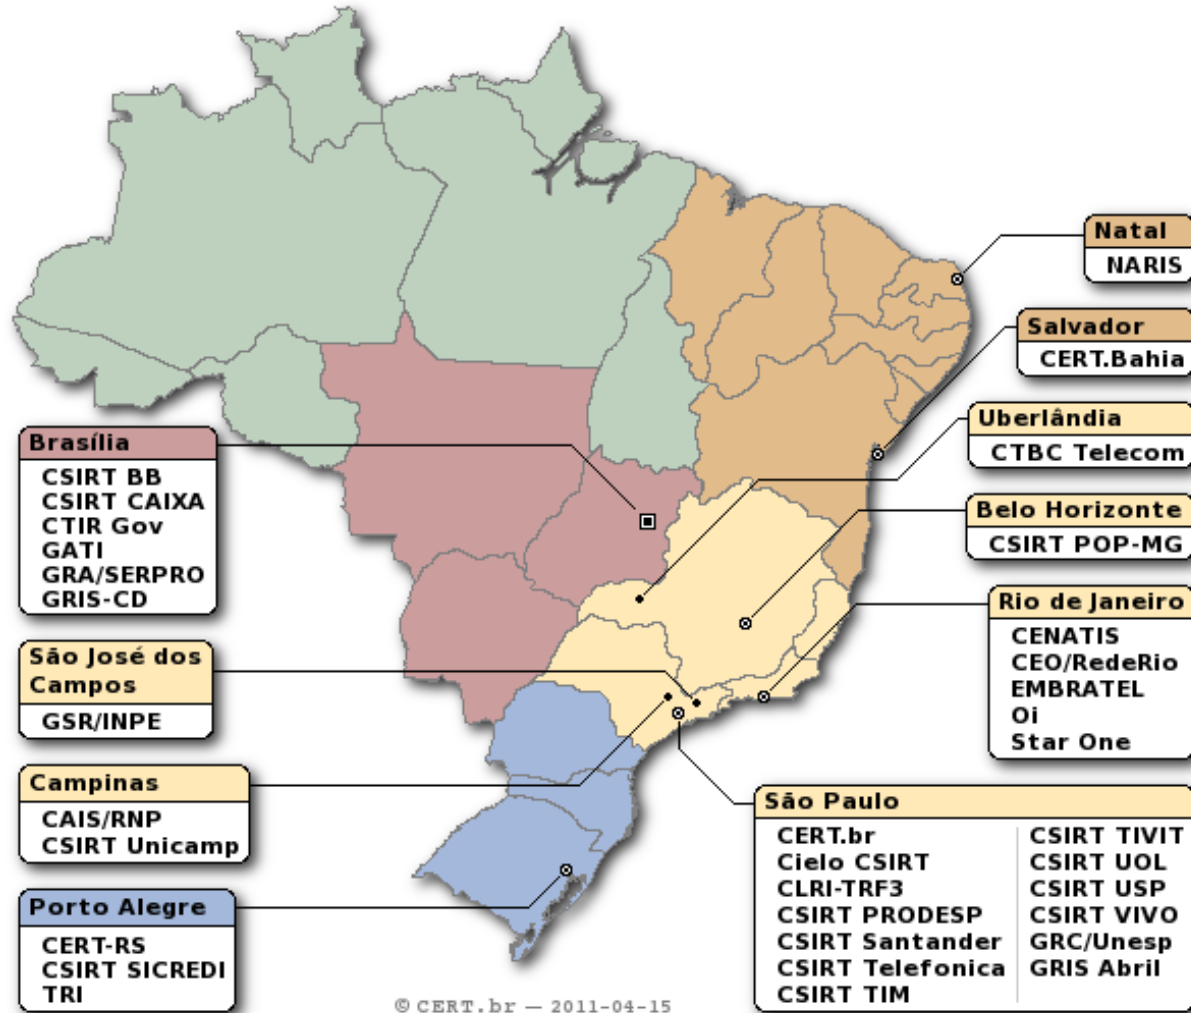 Natal
NARIS
Salvador
CERT.Bahia
Uberlândia
CTBC Telecom
Belo Horizonte
CSIRT POP-MG
Rio de Janeiro
CENATIS
CEO/RedeRio
EMBRATEL
Oi
Star One
Brasília
CSIRT BB
CSIRT CAIXA
CTIR Gov
GATI
GRA/SERPRO
GRIS-CD
São José dos
Campos
GSR/INPE
Campinas
CAIS/RNP
CSIRT Unicamp
Porto Alegre
CERT-RS
CSIRT SICREDI
TRI
São Paulo
CERT.br
Cielo CSIRT
CLRI-TRF3
CSIRT PRODESP
CSIRT Santander
CSIRT Telefonica
CSIRT TIM
CSIRT TIVIT
CSIRT UOL
CSIRT USP
CSIRT VIVO
GRC/Unesp
GRIS Abril
© CERT.br — 2011-04-15